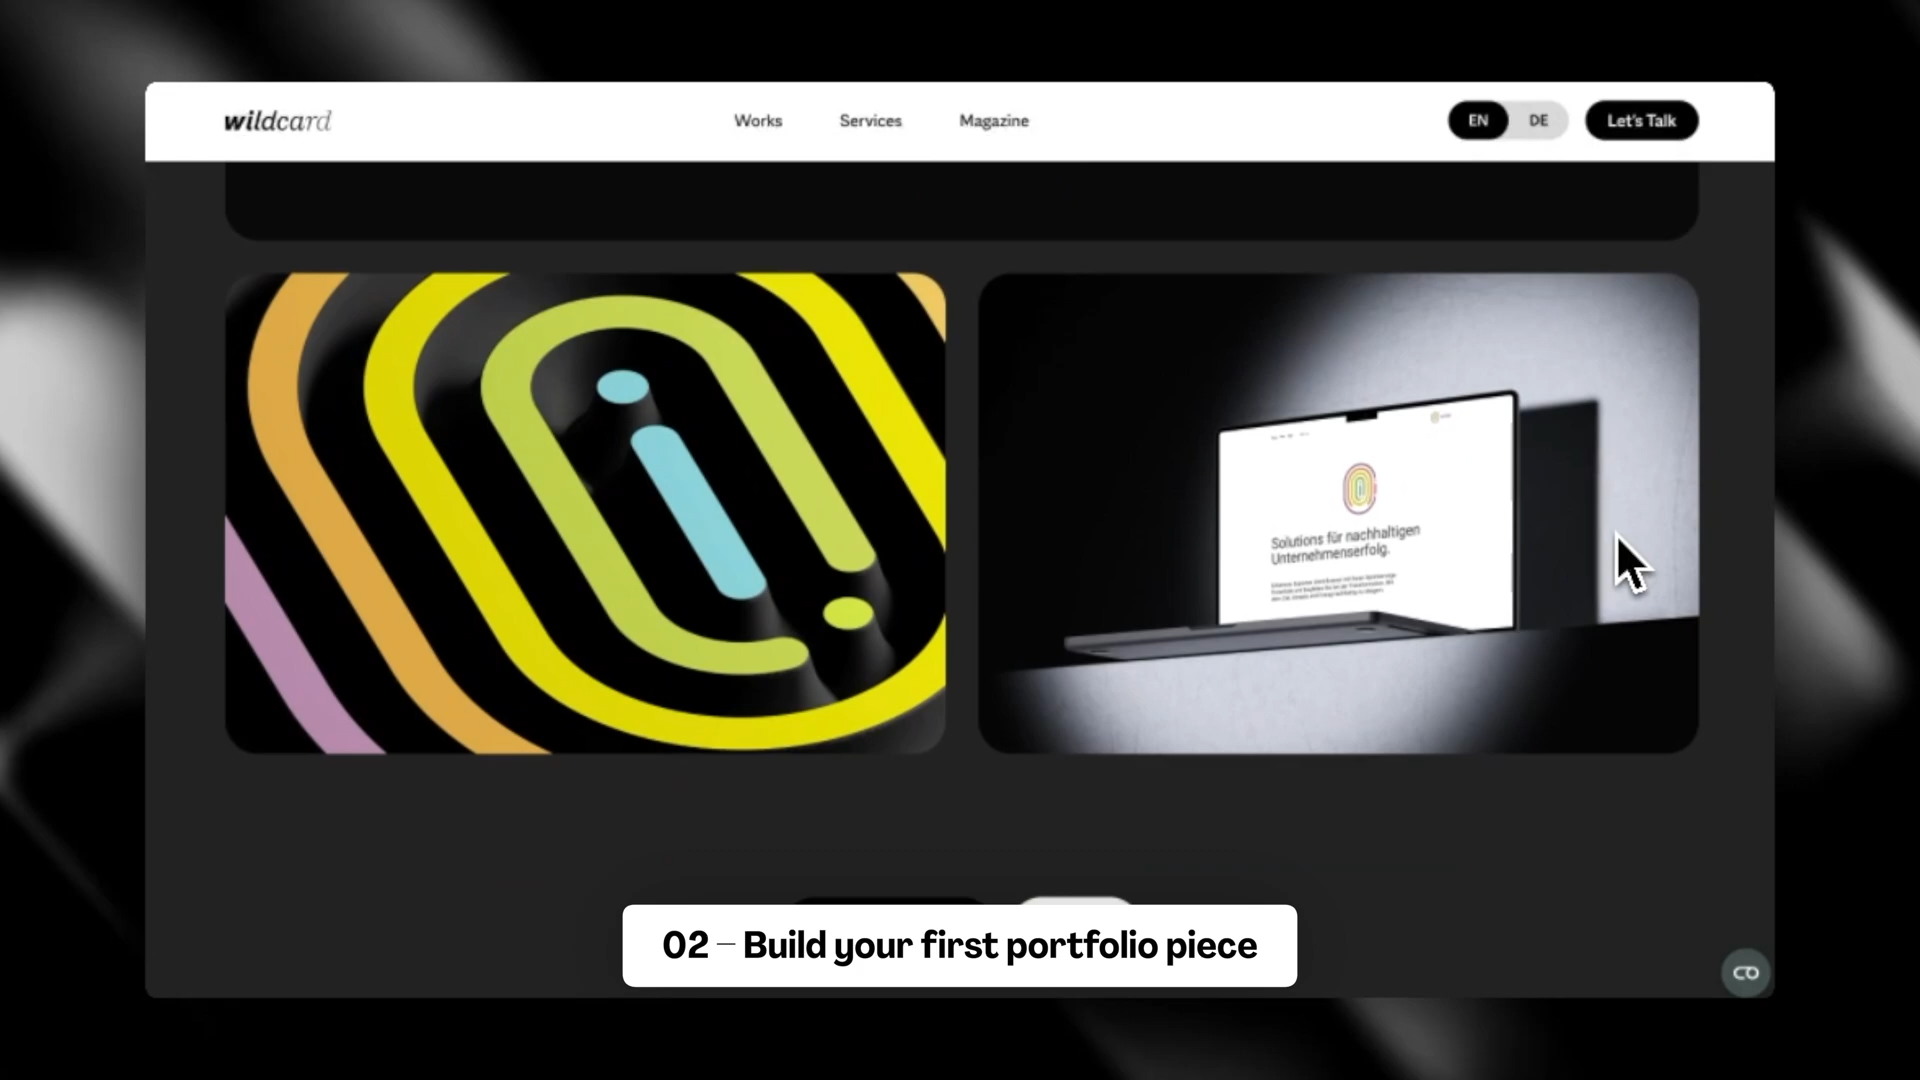 wildcard
Works
Services
Magazine
EN
DE
Let's Talk
Solutions für nachhaltigen
Unternehmenserfolg.
02 – Build your first portfolio piece